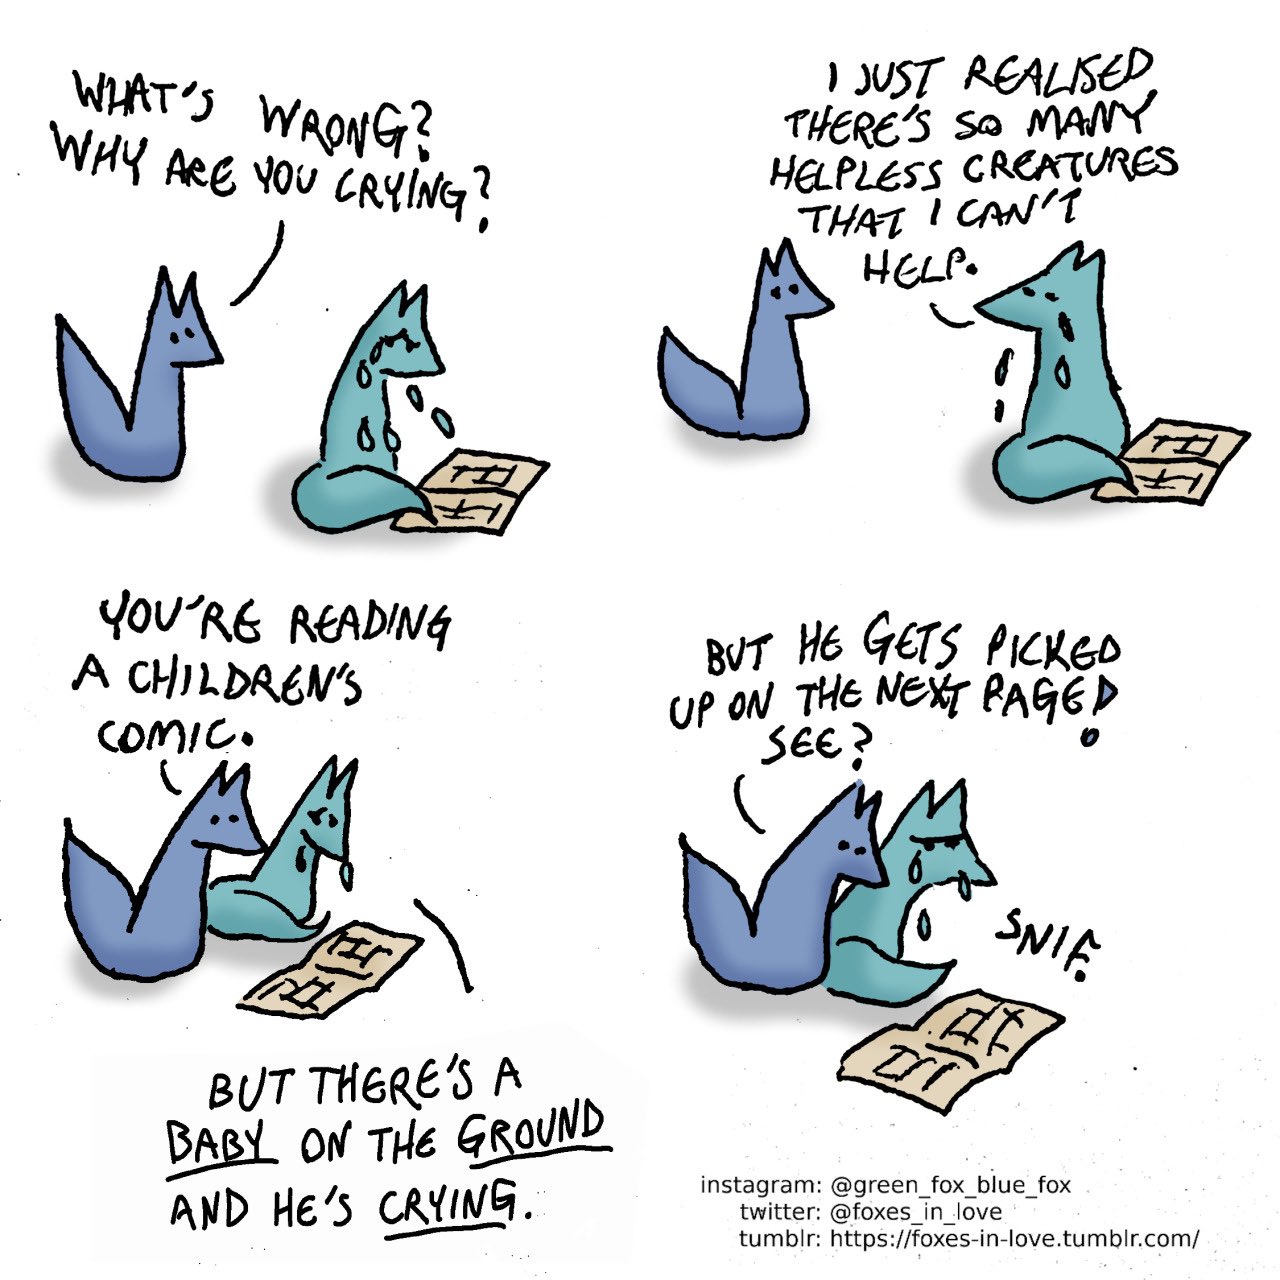 WHAT'S WRONG?
WHY ARE YOU CRYING?
I JUST REALISED
THERE'S SO MANY
HELPLESS CREATURES
THAT I CAN'T
HELP.
YOU'RE READING
A CHILDREN'S
COMIC.
BUT THERE'S A
BABY ON THE GROUND
AND HE'S CRYING.
BUT HE GETS PICKED
UP ON THE NEXT PAGE!
SEE?
SNIF.
instagram: @green_fox_blue_fox
twitter: @foxes_in_love
tumblr: https://foxes-in-love.tumblr.com/